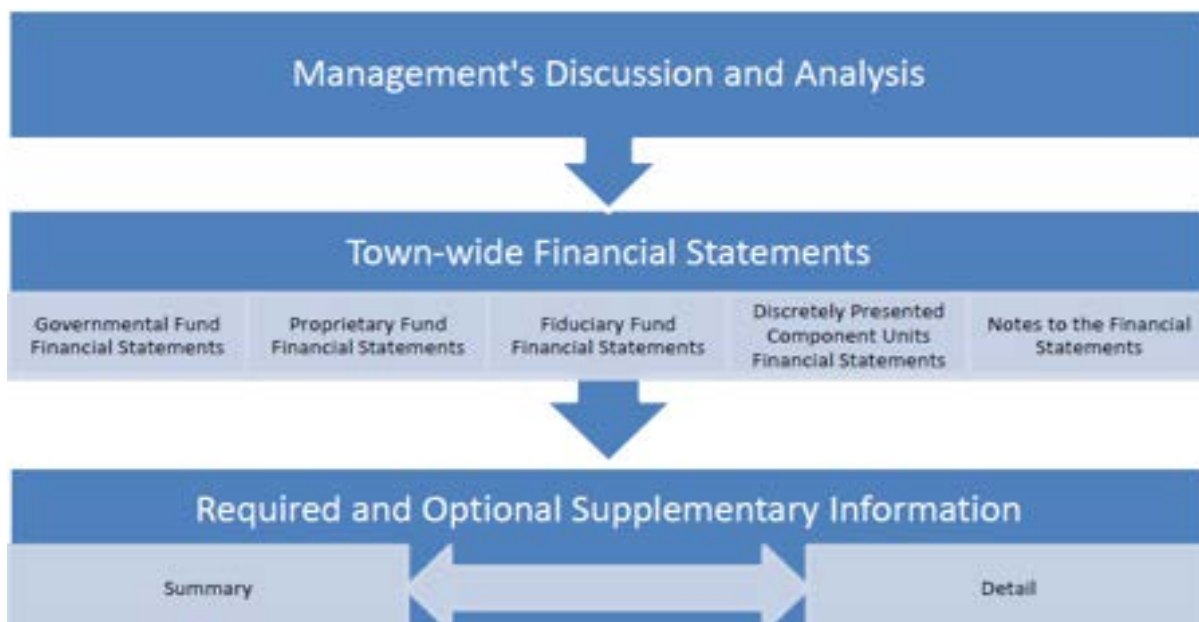 Management's Discussion and Analysis
Town-wide Financial Statements
Governmental Fund
Financial Statements
Proprietary Fund
Financial Statements
Fiduciary Fund
Financial Statements
Discretely Presented
Component Units
Financial Statements
Notes to the Financial
Statements
Required and Optional Supplementary Information
Summary
Detail